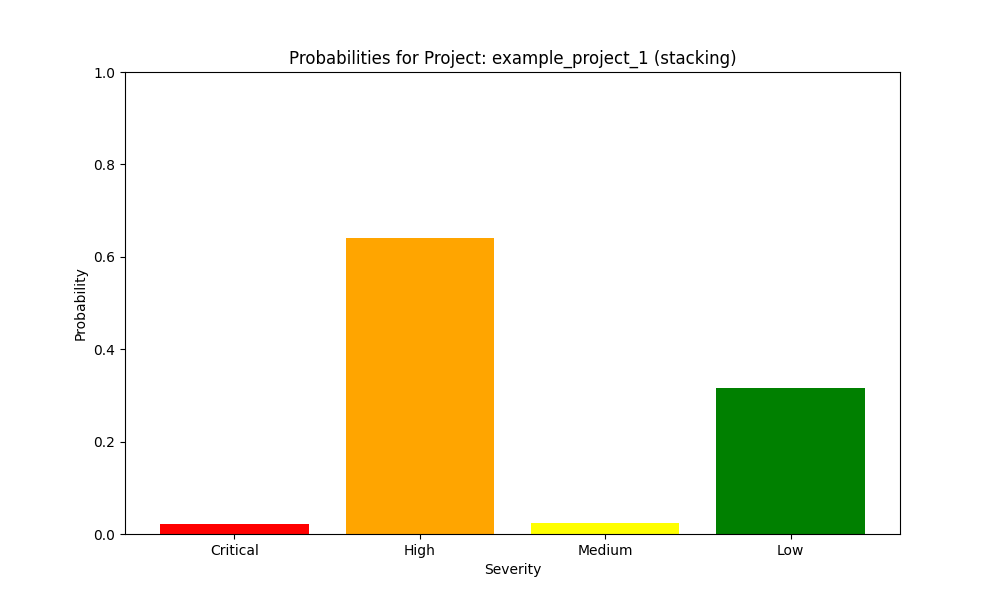 Probabilities for Project: example_project_1 (stacking)
1.0
0.8
0.6
0.4
0.2
0.0
Probability
Critical High Medium Low
Severity